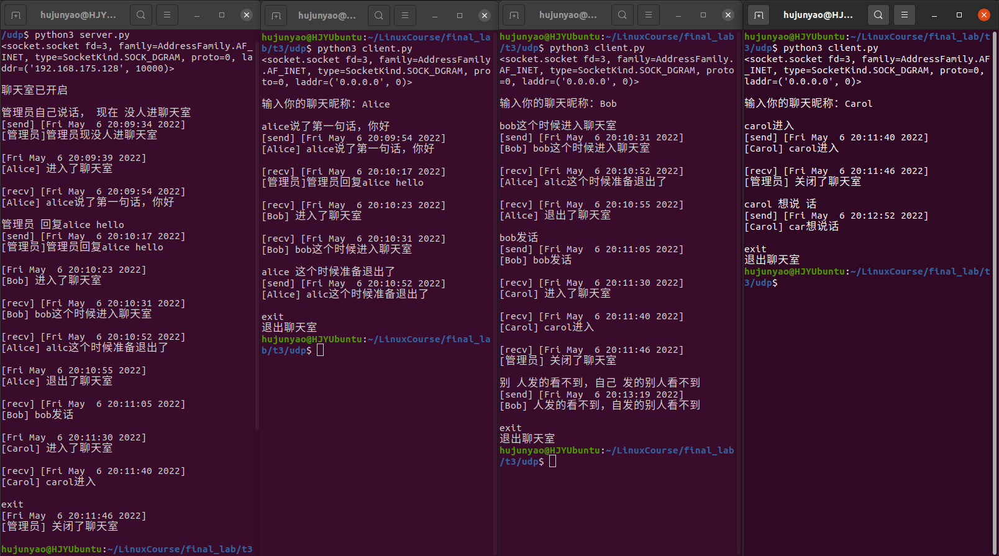 hujunyao@HJY...
/udp$ python3 server.py
<socket.socket fd=3, family=AddressFamily.AF_
INET, type=SocketKind.SOCK_DGRAM, proto=0, la
ddr=('192.168.175.128', 10000)>
聊天室已开启
管理员自己说话， 现在 没人进聊天室
[send] [Fri May  6 20:09:34 2022]
[管理员]管理员现没人进聊天室
[Fri May  6 20:09:39 2022]
[Alice] 进入了聊天室
[recv] [Fri May  6 20:09:54 2022]
[Alice] alice说了第一句话，你好
管理员 回复alice hello
[send] [Fri May  6 20:10:17 2022]
[管理员]管理员回复alice hello
[Fri May  6 20:10:23 2022]
[Bob] 进入了聊天室
[recv] [Fri May  6 20:10:31 2022]
[Bob] bob这个时候进入聊天室
[recv] [Fri May  6 20:10:52 2022]
[Alice] alic这个时候准备退出了
[Fri May  6 20:10:55 2022]
[Alice] 退出了聊天室
[recv] [Fri May  6 20:11:05 2022]
[Bob] bob发话
[Fri May  6 20:11:30 2022]
[Carol] 进入了聊天室
[recv] [Fri May  6 20:11:40 2022]
[Carol] carol进入
exit
[Fri May  6 20:11:46 2022]
[管理员] 关闭了聊天室
hujunyao@HJYUbuntu:~/LinuxCourse/final_lab/t3
hujunyao@...
hujunyao@HJYUbuntu:~/LinuxCourse/final_la
b/t3/udp$ python3 client.py
<socket.socket fd=3, family=AddressFamily
.AF_INET, type=SocketKind.SOCK_DGRAM, pro
to=0, laddr=('0.0.0.0', 0)>
输入你的聊天昵称：Alice
alice说了第一句话，你好
[send] [Fri May  6 20:09:54 2022]
[Alice] alice说了第一句话，你好
[recv] [Fri May  6 20:10:17 2022]
[管理员]管理员回复alice hello
[recv] [Fri May  6 20:10:23 2022]
[Bob] 进入了聊天室
[recv] [Fri May  6 20:10:31 2022]
[Bob] bob这个时候进入聊天室
alice 这个时候准备退出了
[send] [Fri May  6 20:10:52 2022]
[Alice] alic这个时候准备退出了
exit
退出聊天室
hujunyao@HJYUbuntu:~/LinuxCourse/final_la
b/t3/udp$
hujunyao@...
hujunyao@HJYUbuntu:~/LinuxCourse/final_lab
/t3/udp$ python3 client.py
<socket.socket fd=3, family=AddressFamily.
AF_INET, type=SocketKind.SOCK_DGRAM, proto
=0, laddr=('0.0.0.0', 0)>
输入你的聊天昵称：Bob
bob这个时候进入聊天室
[send] [Fri May  6 20:10:31 2022]
[Bob] bob这个时候进入聊天室
[recv] [Fri May  6 20:10:52 2022]
[Alice] alic这个时候准备退出了
[recv] [Fri May  6 20:10:55 2022]
[Alice] 退出了聊天室
bob发话
[send] [Fri May  6 20:11:05 2022]
[Bob] bob发话
[recv] [Fri May  6 20:11:30 2022]
[Carol] 进入了聊天室
[recv] [Fri May  6 20:11:40 2022]
[Carol] carol进入
[recv] [Fri May  6 20:11:46 2022]
[管理员] 关闭了聊天室
别 人发的看不到，自己 发的别人看不到
[send] [Fri May  6 20:13:19 2022]
[Bob] 人发的看不到，自发的别人看不到
exit
退出聊天室
hujunyao@HJYUbuntu:~/LinuxCourse/final_lab
/t3/udp$
hujunyao@HJ...
hujunyao@HJYUbuntu:~/LinuxCourse/final_lab/t
3/udp$ python3 client.py
<socket.socket fd=3, family=AddressFamily.AF
_INET, type=SocketKind.SOCK_DGRAM, proto=0,
laddr=('0.0.0.0', 0)>
输入你的聊天昵称：Carol
carol进入
[send] [Fri May  6 20:11:40 2022]
[Carol] carol进入
[recv] [Fri May  6 20:11:46 2022]
[管理员] 关闭了聊天室
carol 想说 话
[send] [Fri May  6 20:12:52 2022]
[Carol] car想说话
exit
退出聊天室
hujunyao@HJYUbuntu:~/LinuxCourse/final_lab/t
3/udp$